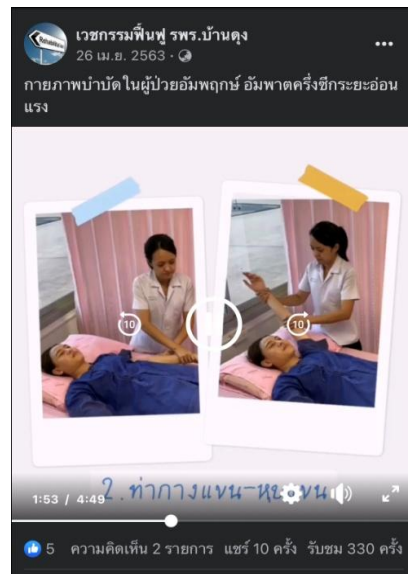 เวชกรรมฟื้นฟู รพร.บ้านดุง
26 เม.ย. 2563
กายภาพบำบัดในผู้ป่วยอัมพฤกษ์ อัมพาตครึ่งซีกระยะอ่อน
แรง
10 10
2. ท่ากางแขน-หุบแขน
1:53 / 4:49
5 ความคิดเห็น 2 รายการ แชร์ 10 ครั้ง รับชม 330 ครั้ง